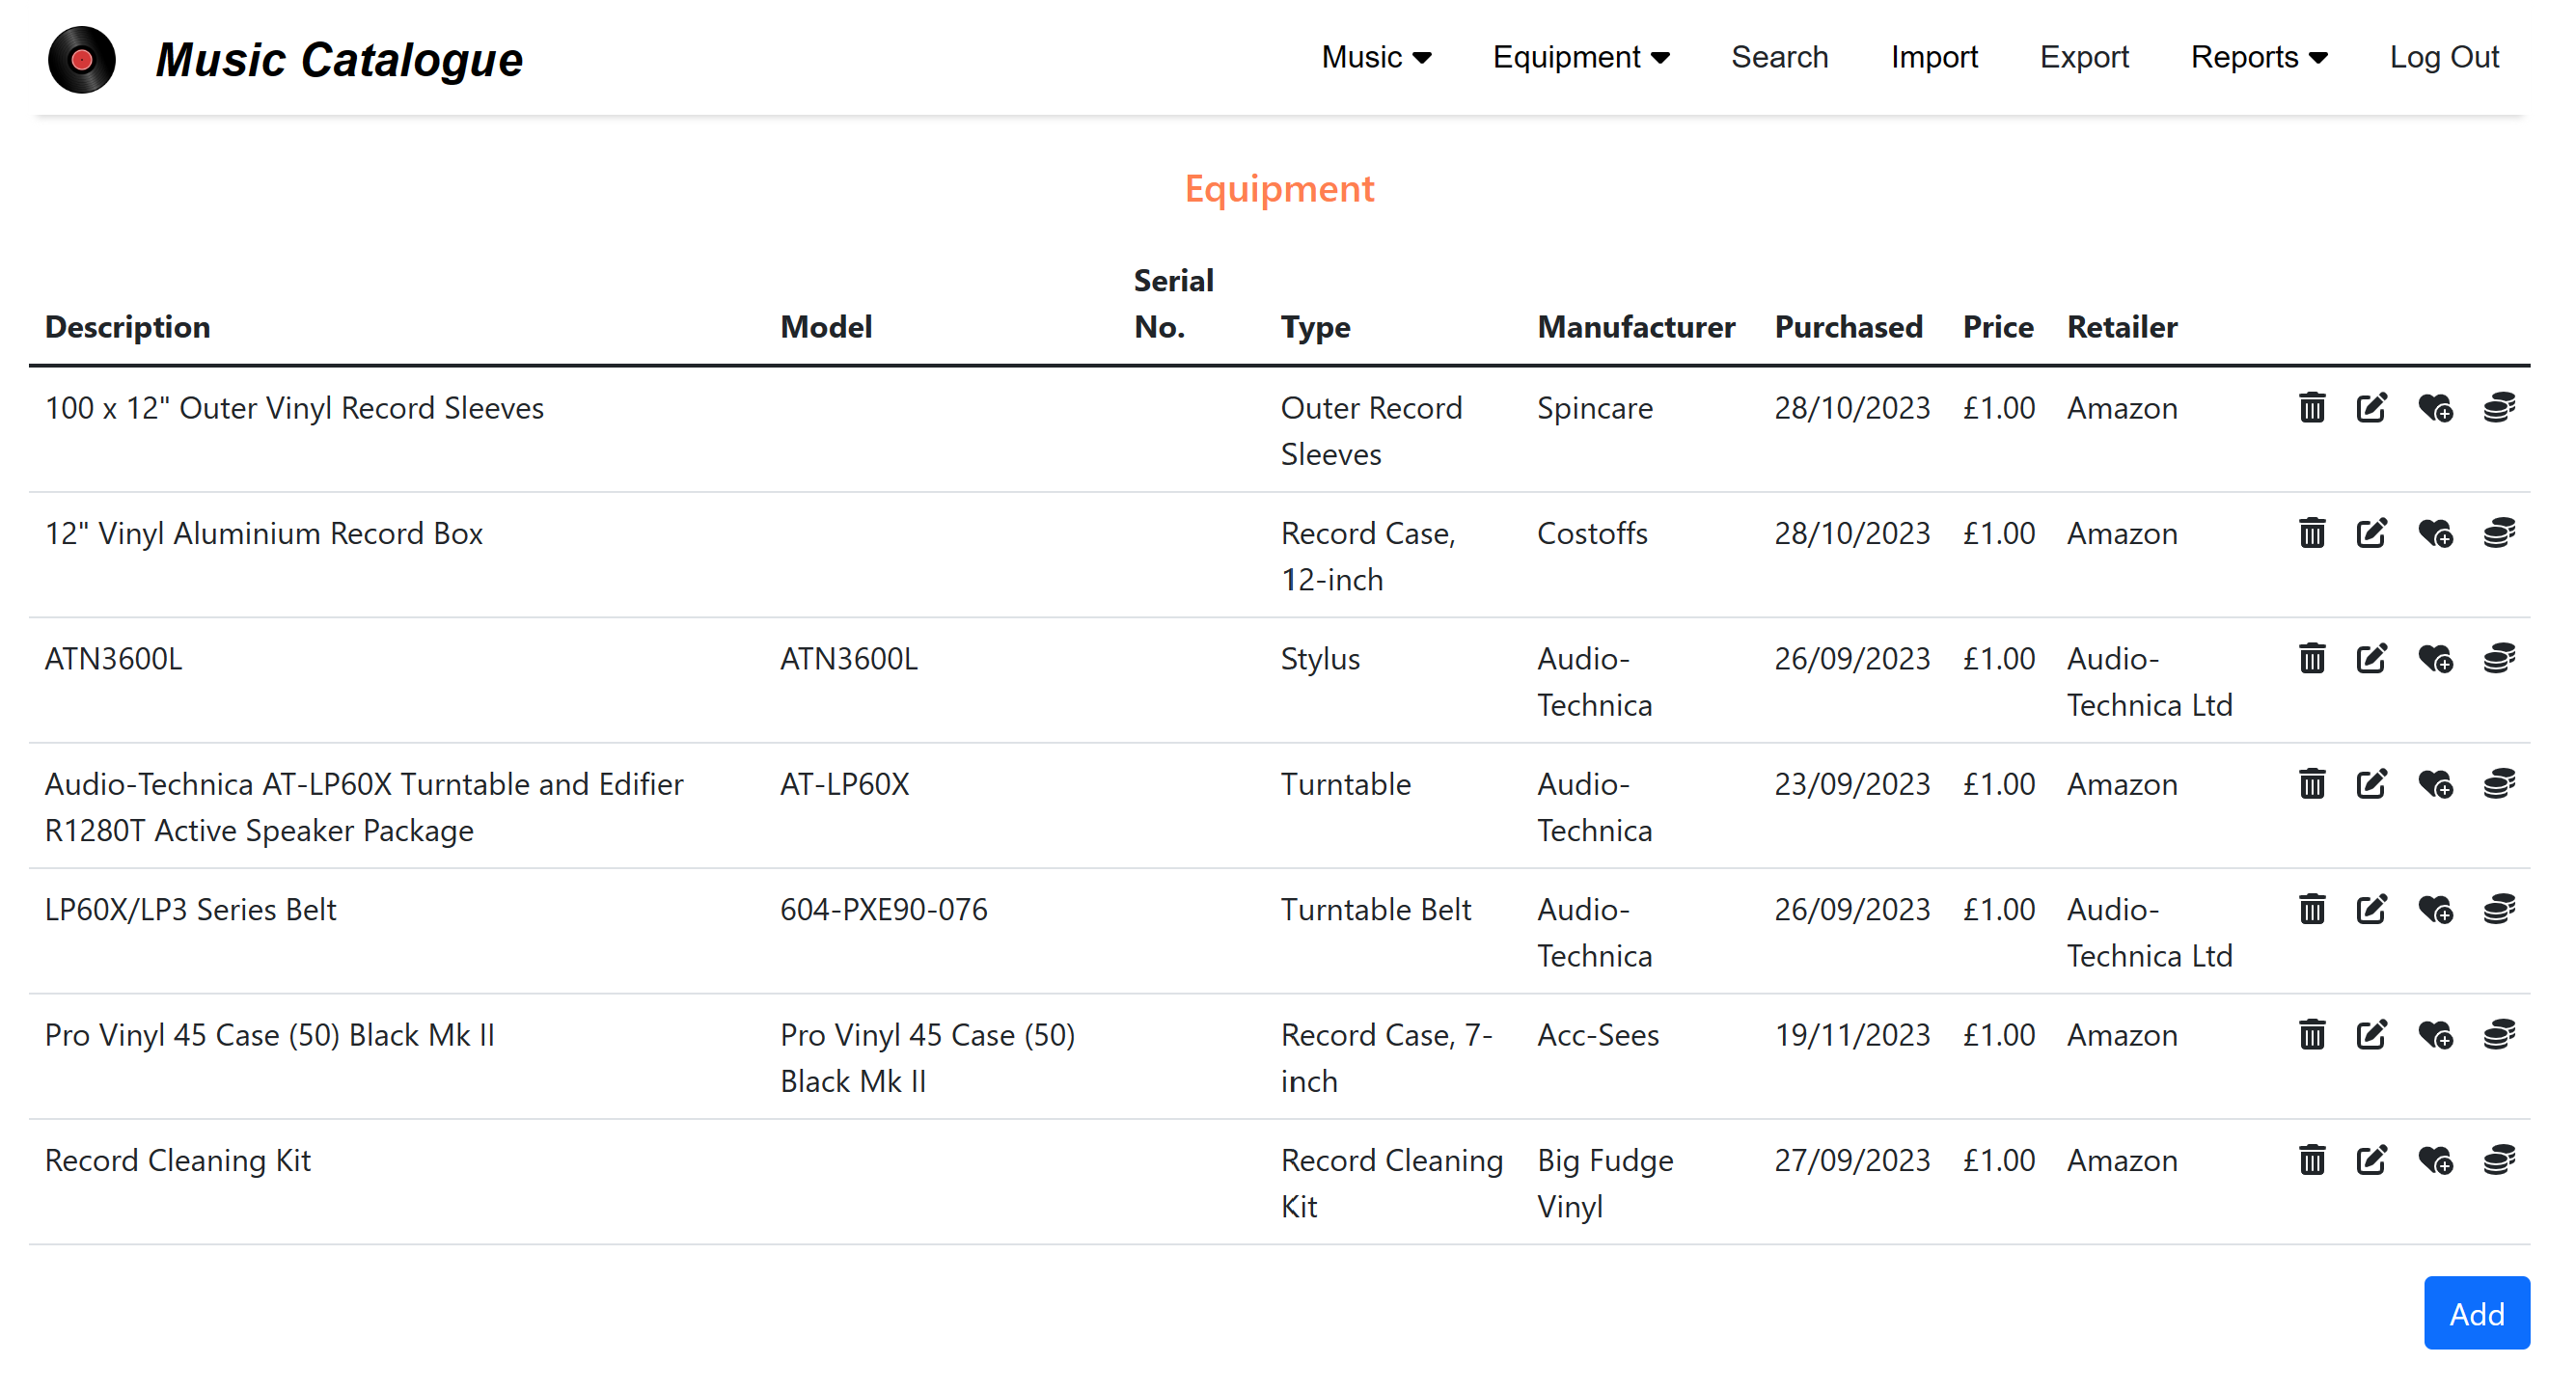 Music Catalogue
Music Equipment Search Import Export Reports Log Out
Equipment
Description Model Serial No. Type Manufacturer Purchased Price Retailer
100 x 12" Outer Vinyl Record Sleeves Outer Record Sleeves Spincare 28/10/2023 £1.00 Amazon
12" Vinyl Aluminium Record Box Record Case, 12-inch Costoffs 28/10/2023 £1.00 Amazon
ATN3600L ATN3600L Stylus Audio-Technica 26/09/2023 £1.00 Audio-Technica Ltd
Audio-Technica AT-LP60X Turntable and Edifier R1280T Active Speaker Package AT-LP60X Turntable Audio-Technica 23/09/2023 £1.00 Amazon
LP60X/LP3 Series Belt 604-PXE90-076 Turntable Belt Audio-Technica 26/09/2023 £1.00 Audio-Technica Ltd
Pro Vinyl 45 Case (50) Black Mk II Pro Vinyl 45 Case (50) Black Mk II Record Case, 7-inch Acc-Sees 19/11/2023 £1.00 Amazon
Record Cleaning Kit Record Cleaning Kit Big Fudge Vinyl 27/09/2023 £1.00 Amazon
Add